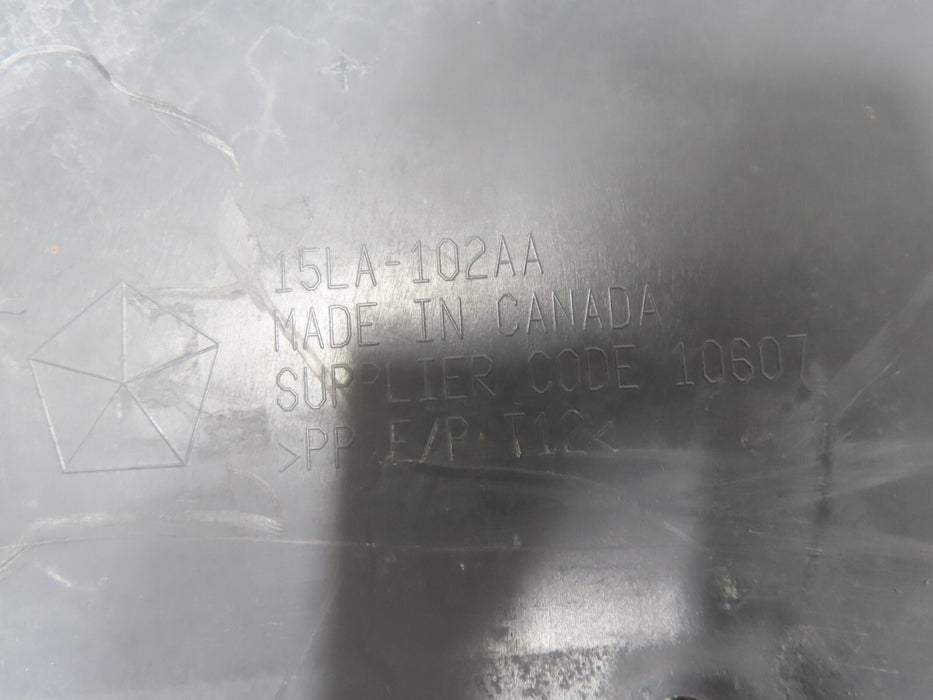 15LA-102AA
MADE IN CANADA
SUPPLIER CODE 10607
>PP E/P T12<